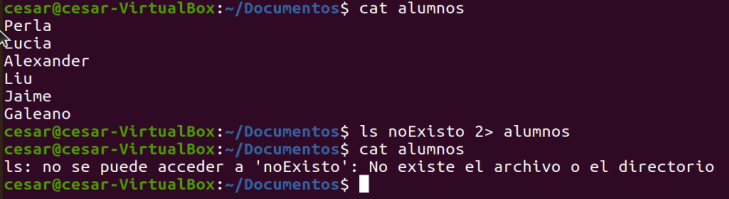 cesar@cesar-VirtualBox:~/Documentos$ cat alumnos
Perla
Lucia
Alexander
Liu
Jaime
Galeano
cesar@cesar-VirtualBox:~/Documentos$ ls noExisto 2> alumnos
cesar@cesar-VirtualBox:~/Documentos$ cat alumnos
ls: no se puede acceder a 'noExisto': No existe el archivo o el directorio
cesar@cesar-VirtualBox:~/Documentos$